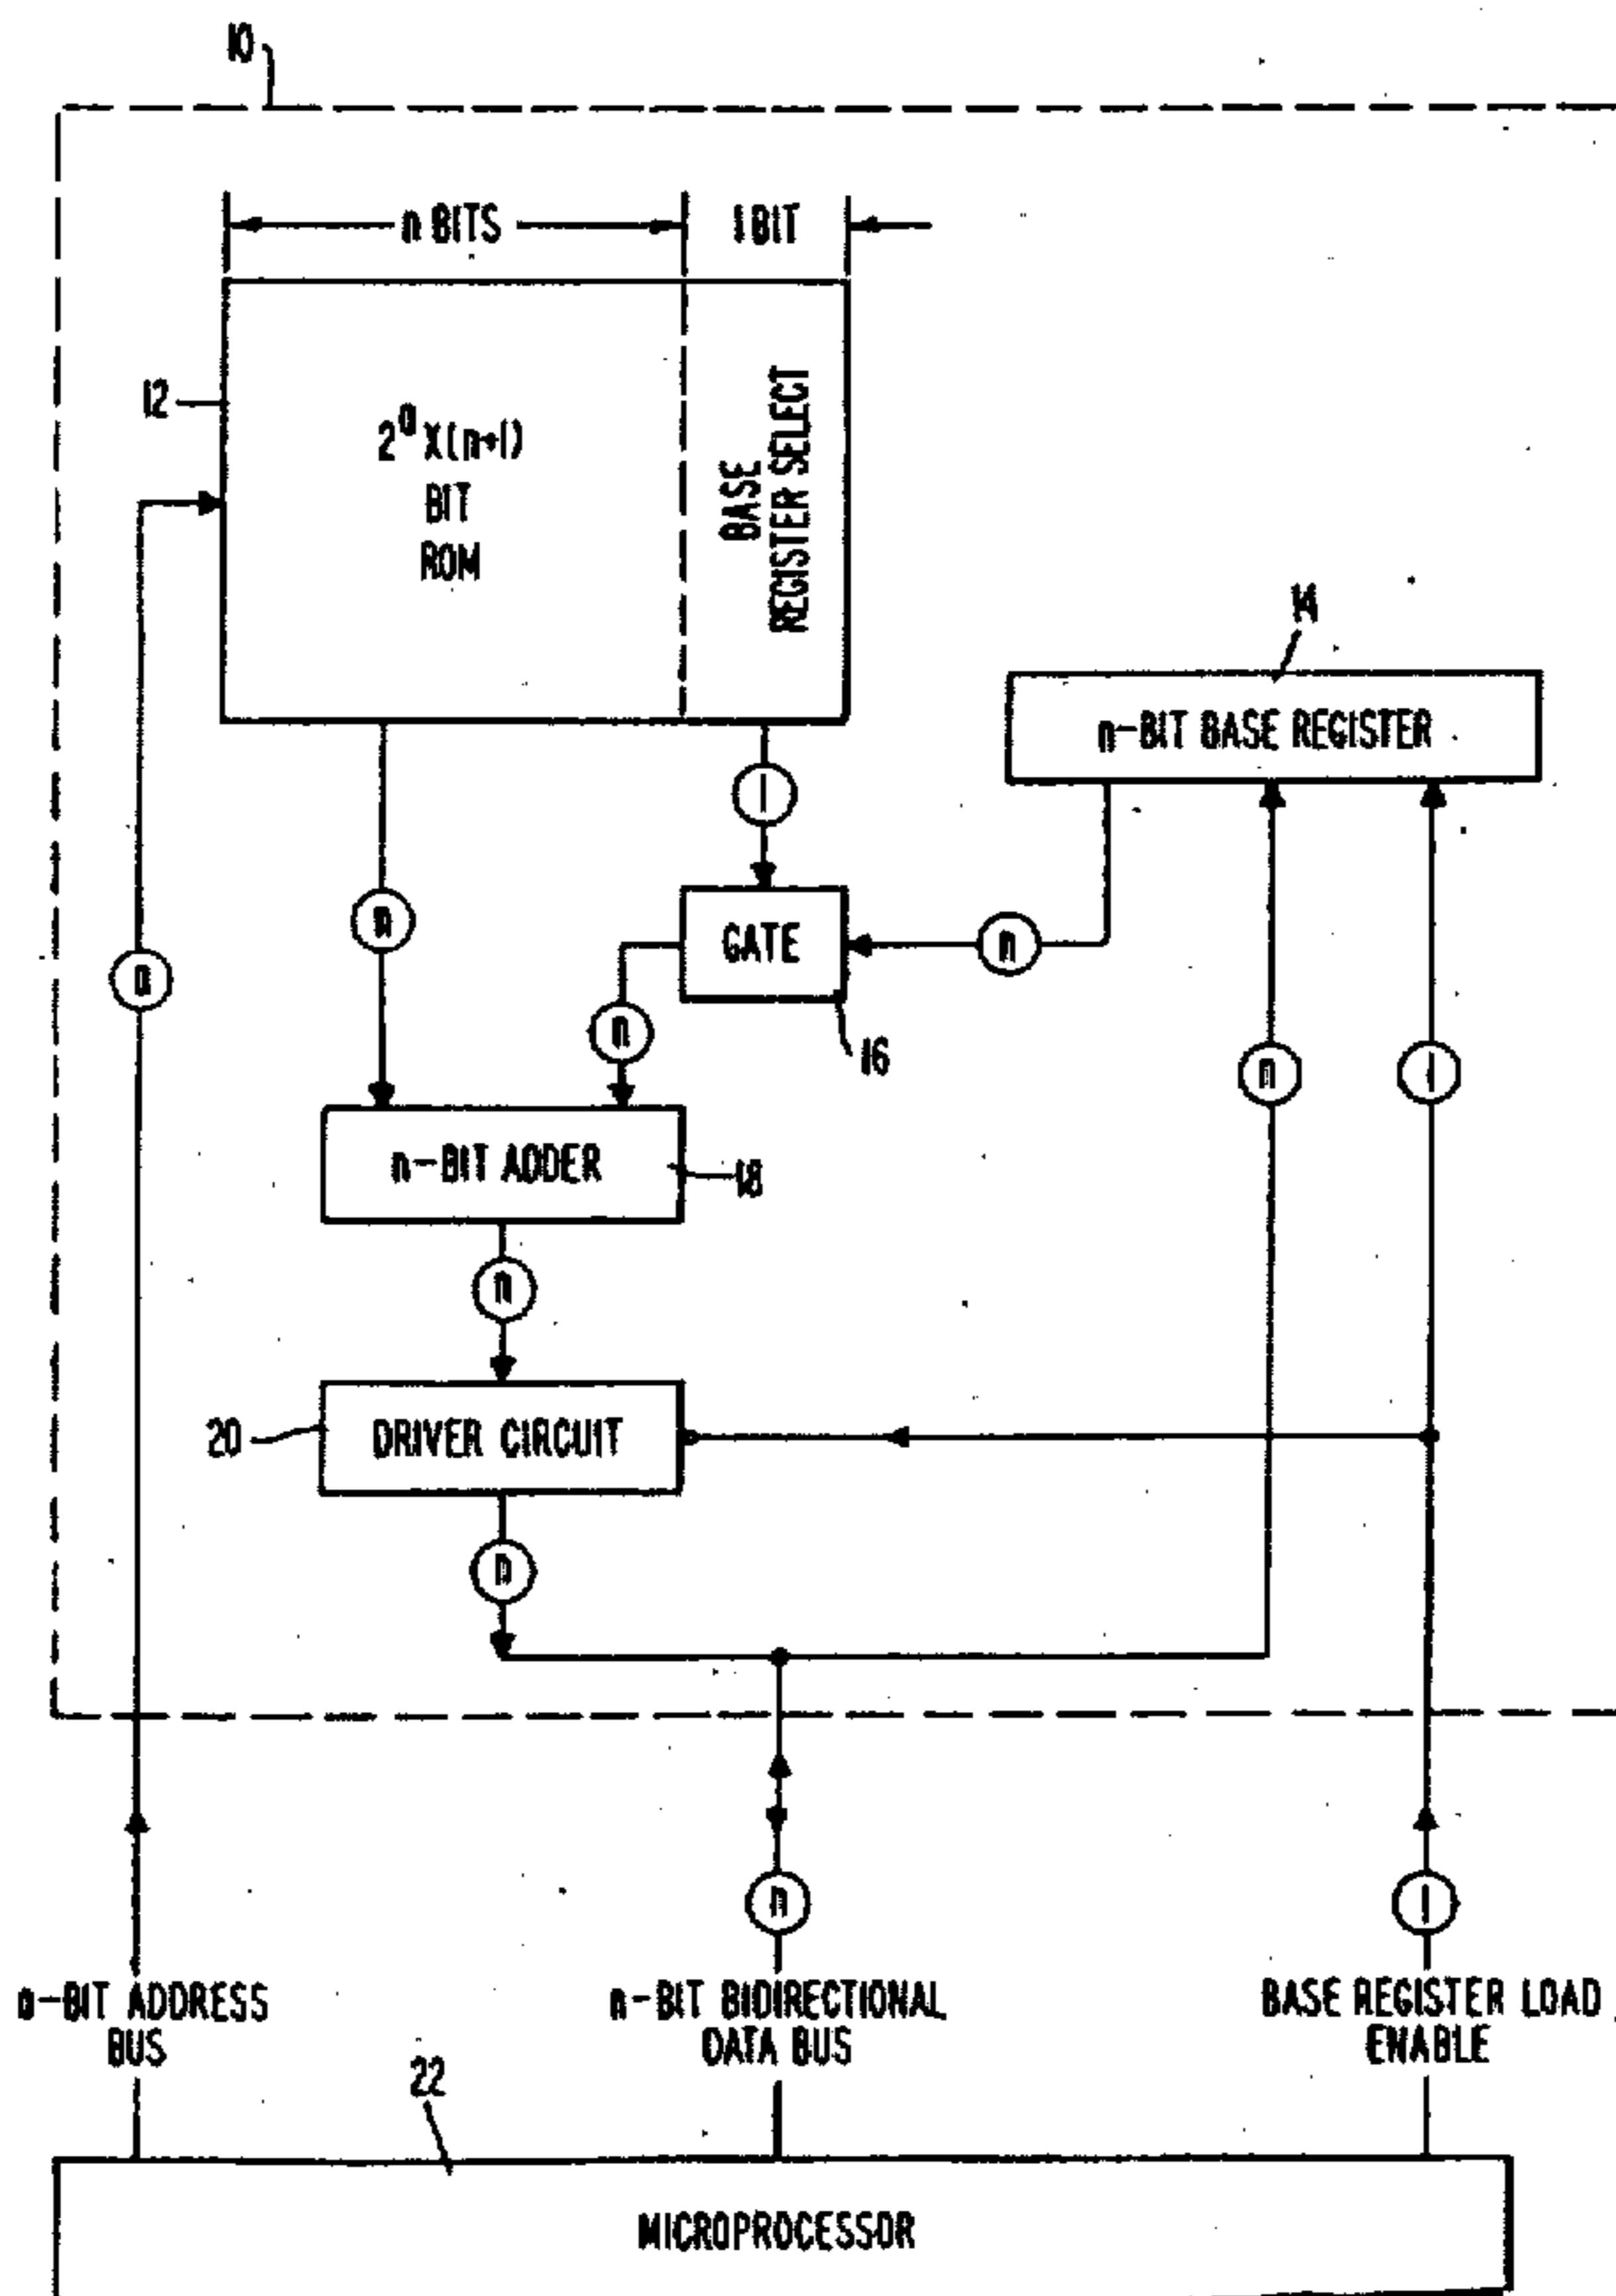 10
n BITS 1 BIT
12
2^a X(n+1)
BIT
ROM
BASE
REGISTER SELECT
14
n-BIT BASE REGISTER
1
n
GATE
n
a
n
16
n
1
n-BIT ADDER
18
n
20
DRIVER CIRCUIT
n
n
1
a-BIT ADDRESS
BUS
n-BIT BIDIRECTIONAL
DATA BUS
BASE REGISTER LOAD
ENABLE
22
MICROPROCESSOR